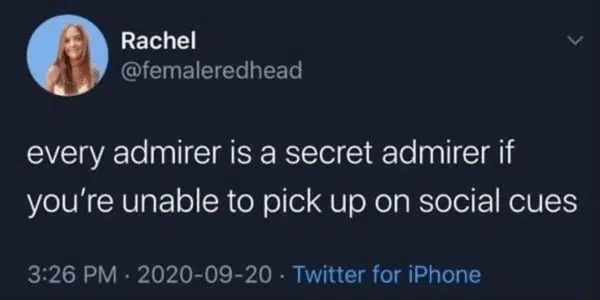 Rachel
@femaleredhead
every admirer is a secret admirer if
you’re unable to pick up on social cues
3:26 PM · 2020-09-20 · Twitter for iPhone